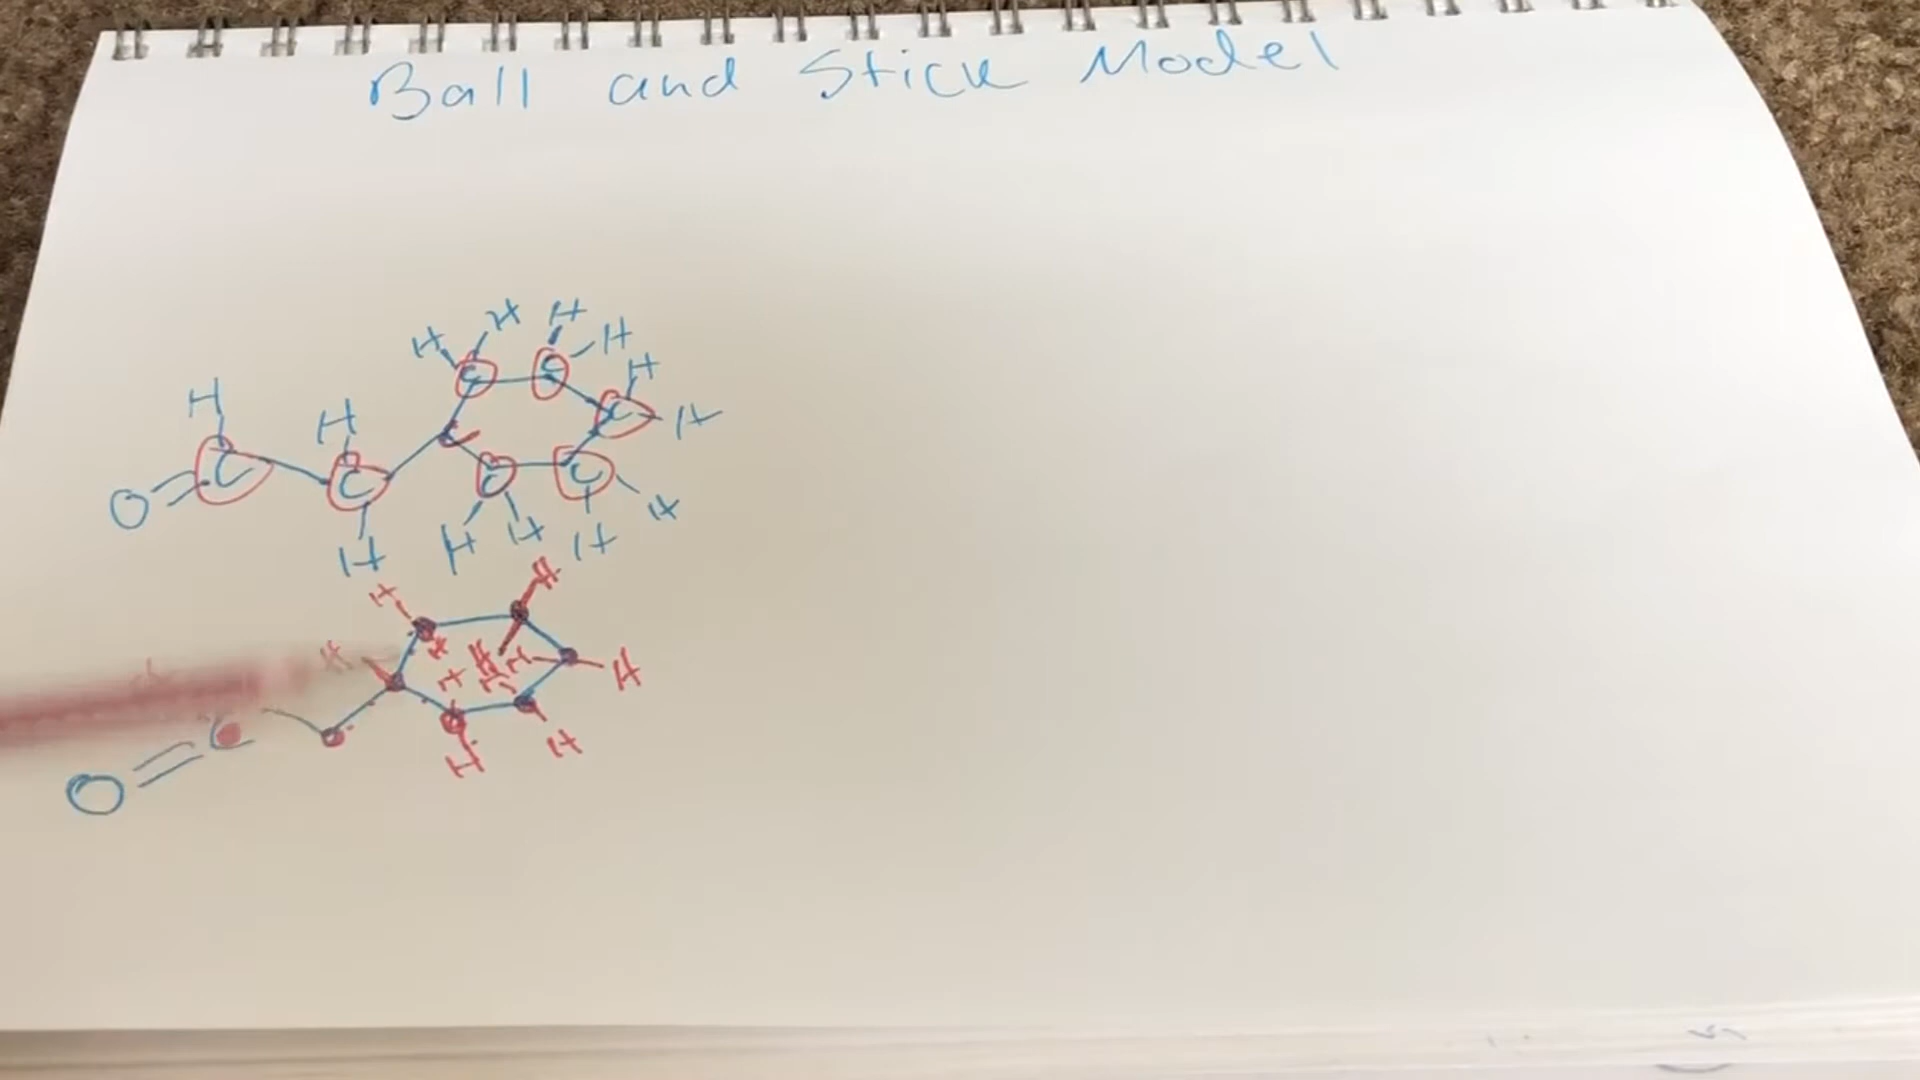 Ball and Stick Model
H H H H
H H
H H C C C H
O C C C C C
H H H H H
H H
H H H H
H H H
O C H H